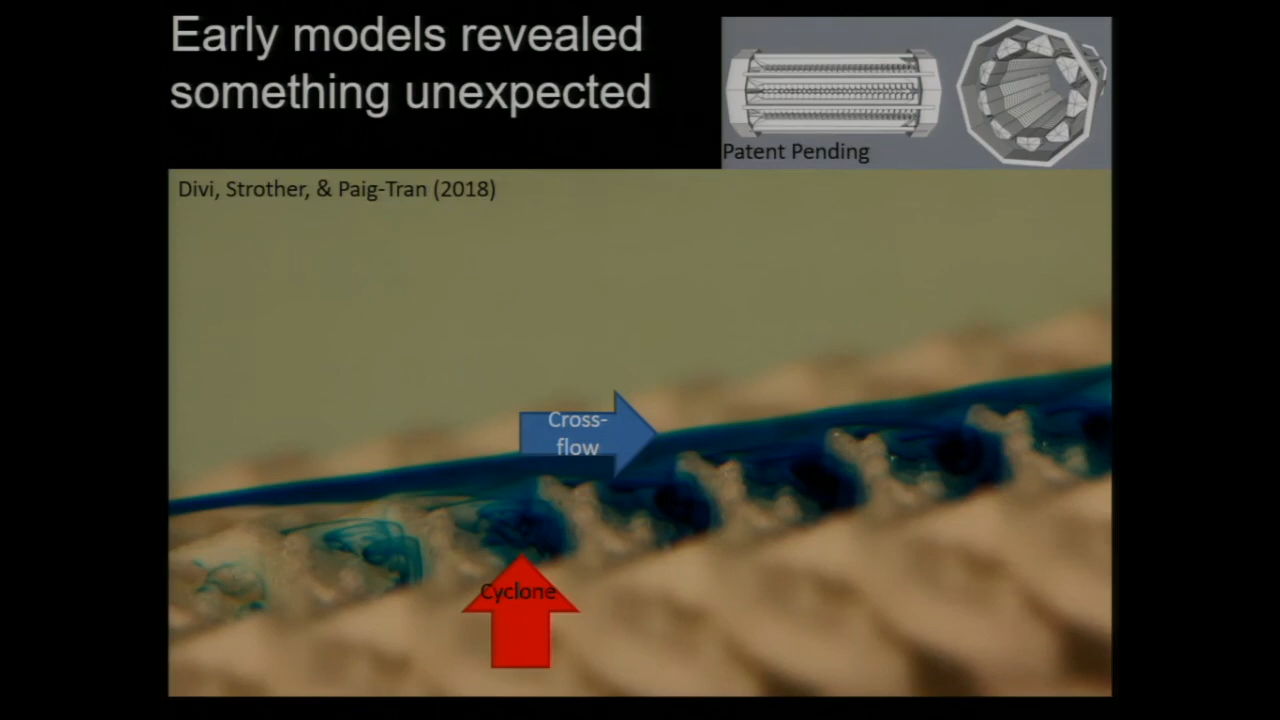 Early models revealed
something unexpected
Patent Pending
Divi, Strother, & Paig-Tran (2018)
Cross-
flow
Cyclone